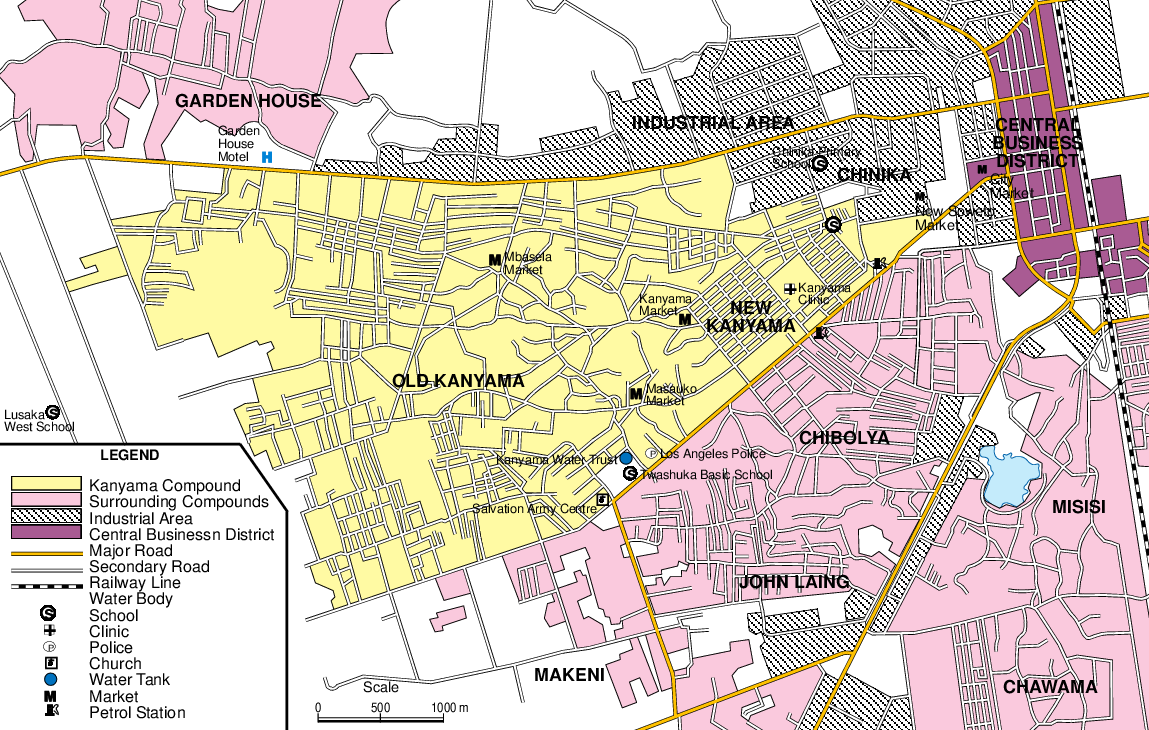 GARDEN HOUSE
Garden
House
Motel
H
INDUSTRIAL AREA
Chinika Primary
School
CHINIKA
CENTRAL
BUSINESS
DISTRICT
City
Market
New Soweto
Market
Mbasela
Market
Kanyama
Market
NEW
KANYAMA
Kanyama
Clinic
OLD KANYAMA
Masauko
Market
Lusaka
West School
CHIBOLYA
Kanyama Water Trust
Los Angeles Police
Twashuka Basic School
Salvation Army Centre
MISISI
JOHN LAING
MAKENI
CHAWAMA
LEGEND
Kanyama Compound
Surrounding Compounds
Industrial Area
Central Businessn District
Major Road
Secondary Road
Railway Line
Water Body
School
Clinic
Police
Church
Water Tank
Market
Petrol Station
Scale
0 500 1000 m